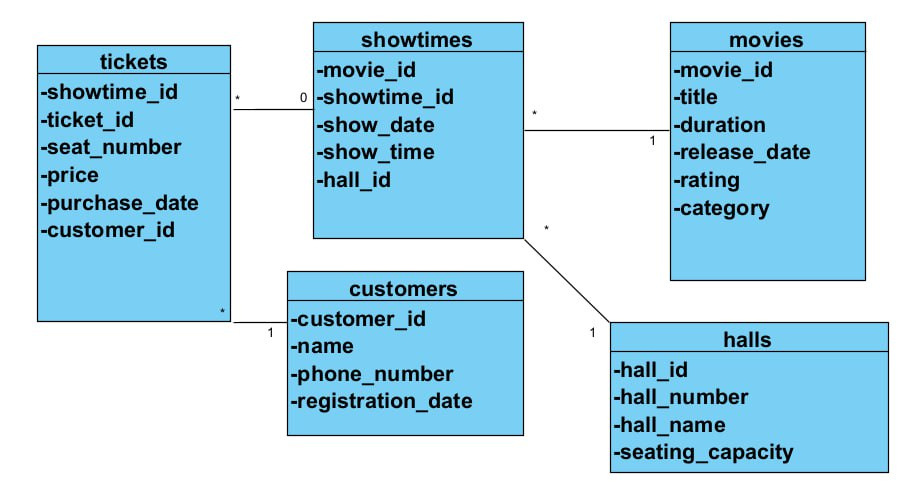 tickets
-showtime_id
-ticket_id
-seat_number
-price
-purchase_date
-customer_id
*
0
*
1
showtimes
-movie_id
-showtime_id
-show_date
-show_time
-hall_id
*
1
*
1
movies
-movie_id
-title
-duration
-release_date
-rating
-category
customers
-customer_id
-name
-phone_number
-registration_date
halls
-hall_id
-hall_number
-hall_name
-seating_capacity